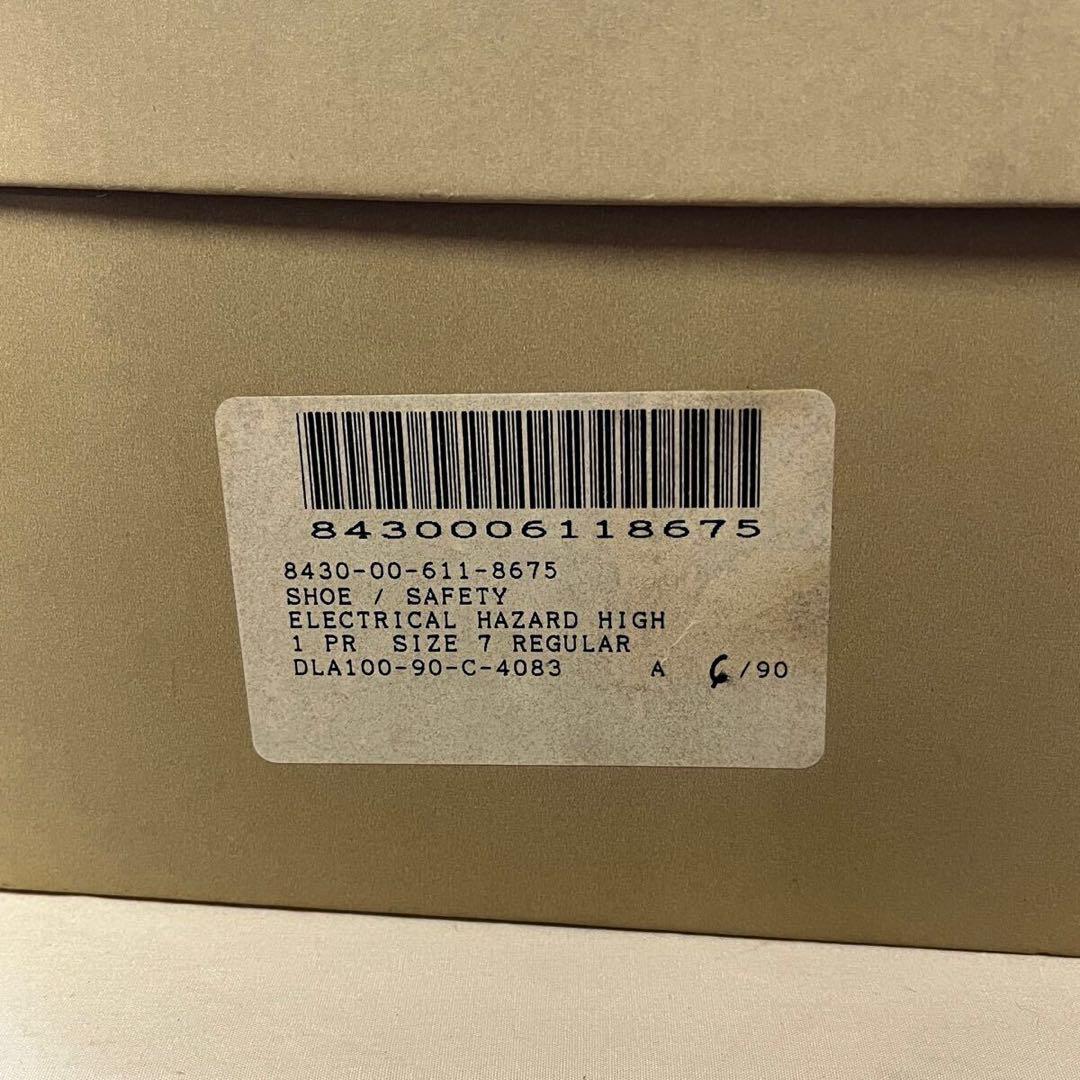 8430006118675
8430-00-611-8675
SHOE / SAFETY
ELECTRICAL HAZARD HIGH
1 PR SIZE 7 REGULAR
DLA100-90-C-4083 A 6/90